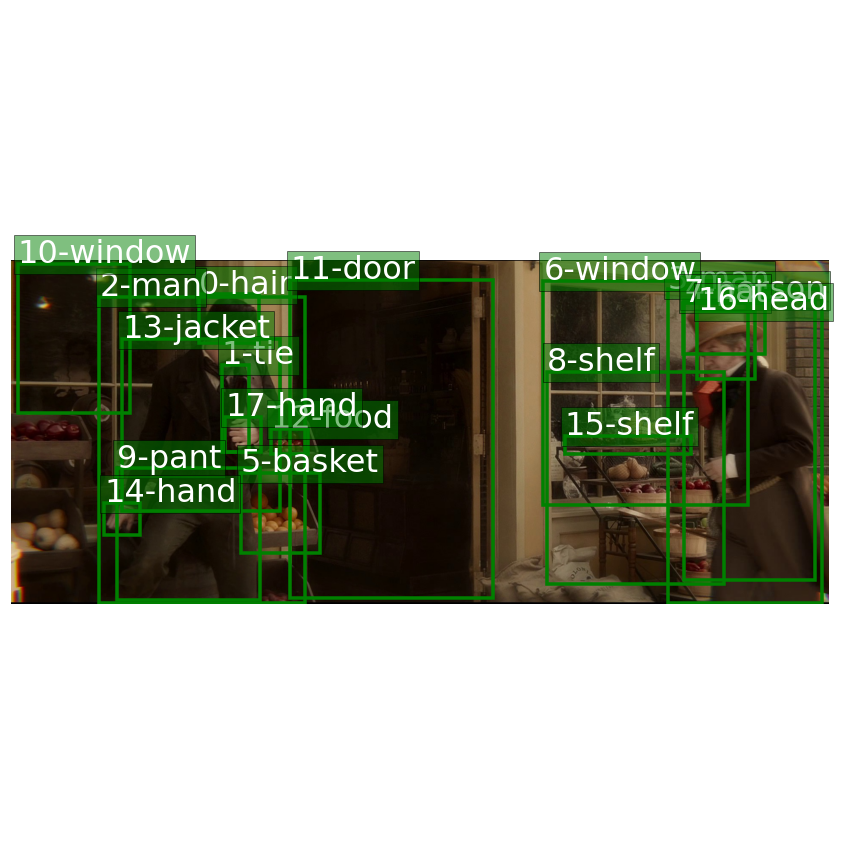 10-window
2-man
0-hair
11-door
6-window
16-head
13-jacket
1-tie
8-shelf
17-hand
12-food
15-shelf
9-pant
5-basket
14-hand